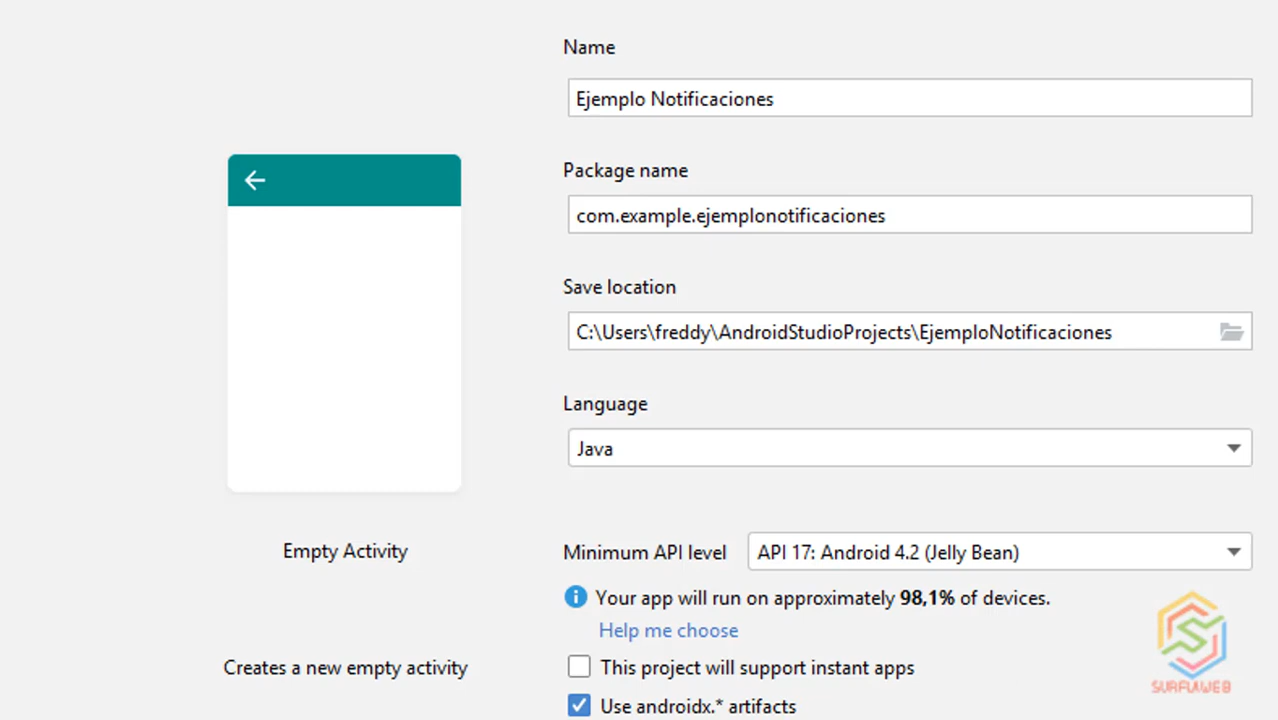 Name
Ejemplo Notificaciones
Package name
com.example.ejemplonotificaciones
Save location
C:\Users\freddy\AndroidStudioProjects\EjemploNotificaciones
Language
Java
Empty Activity
Minimum API level
API 17: Android 4.2 (Jelly Bean)
Your app will run on approximately 98,1% of devices.
Help me choose
Creates a new empty activity
This project will support instant apps
Use androidx.* artifacts
SURFULWEB